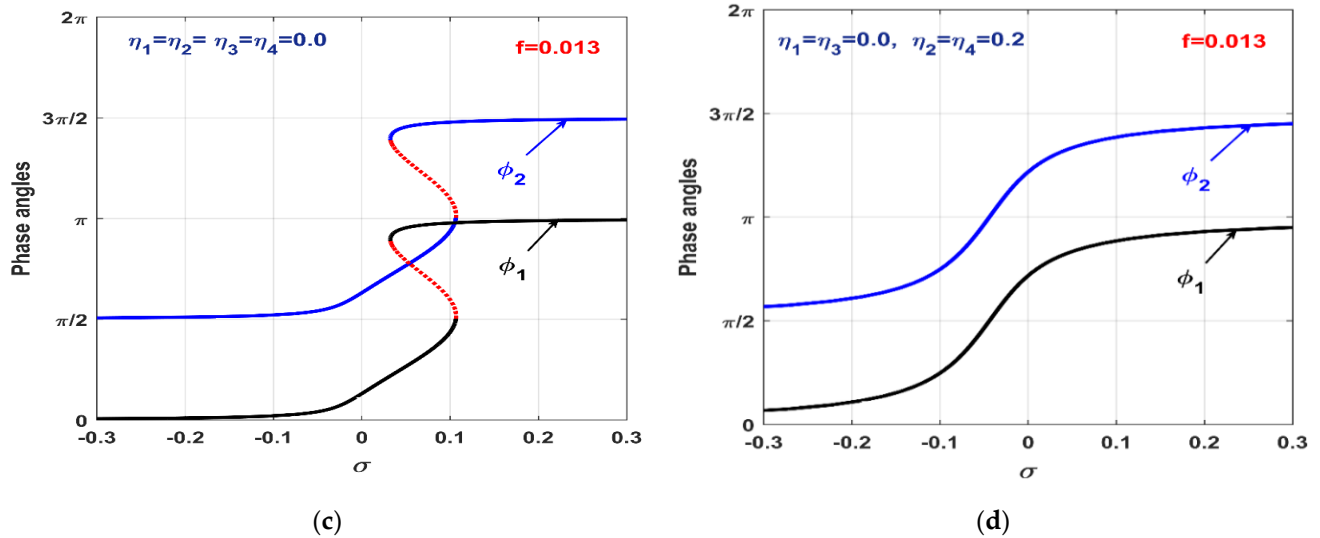 2π
η₁=η₂= η₃=η₄=0.0
f=0.013
3π/2
ϕ₂
Phase angles
π
ϕ₁
π/2
0
-0.3 -0.2 -0.1 0 0.1 0.2 0.3
σ
(c)
2π
η₁=η₃=0.0, η₂=η₄=0.2
f=0.013
3π/2
ϕ₂
Phase angles
π
ϕ₁
π/2
0
-0.3 -0.2 -0.1 0 0.1 0.2 0.3
σ
(d)